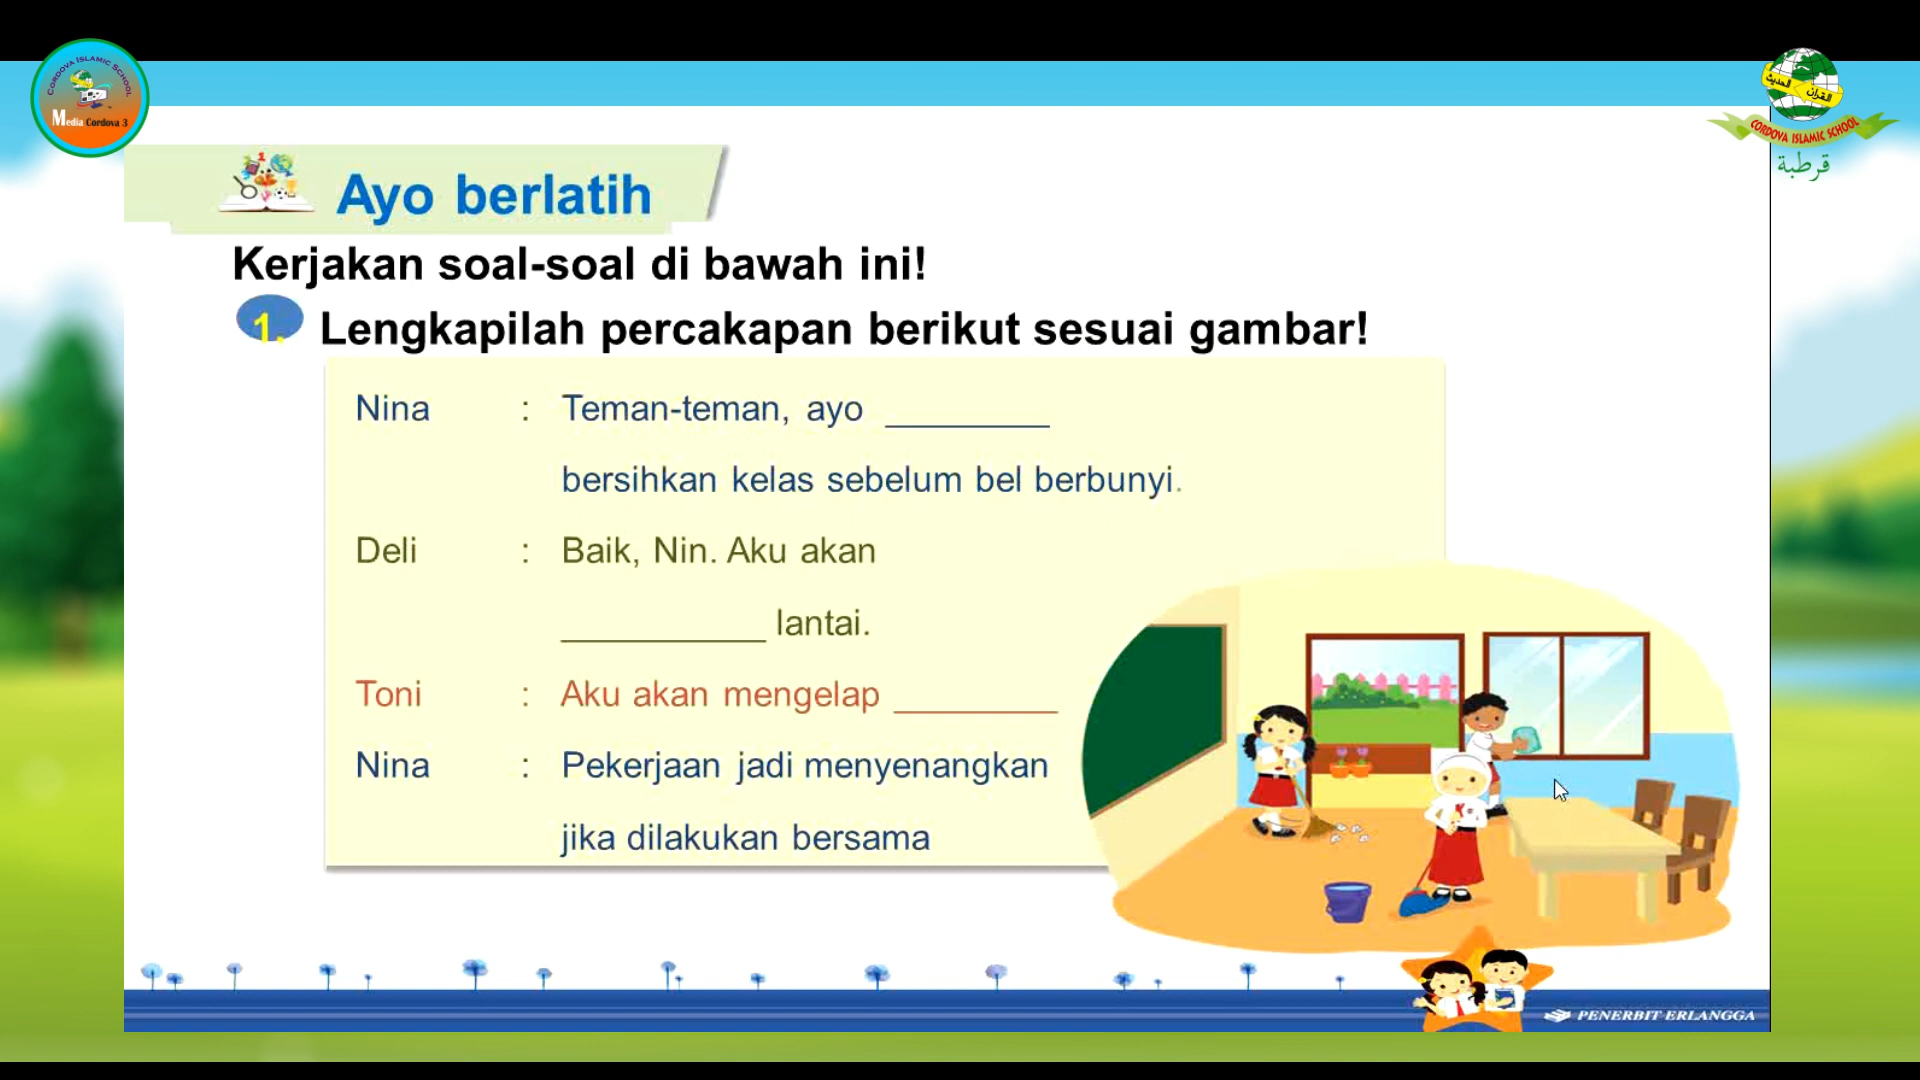 CORDOVA ISLAMIC SCHOOL
Media Cordova 3
القرآن الحديث
CORDOVA ISLAMIC SCHOOL
قرطبة
Ayo berlatih
Kerjakan soal-soal di bawah ini!
1. Lengkapilah percakapan berikut sesuai gambar!
Nina : Teman-teman, ayo ________
bersihkan kelas sebelum bel berbunyi.
Deli : Baik, Nin. Aku akan
__________ lantai.
Toni : Aku akan mengelap ________
Nina : Pekerjaan jadi menyenangkan
jika dilakukan bersama
PENERBIT ERLANGGA